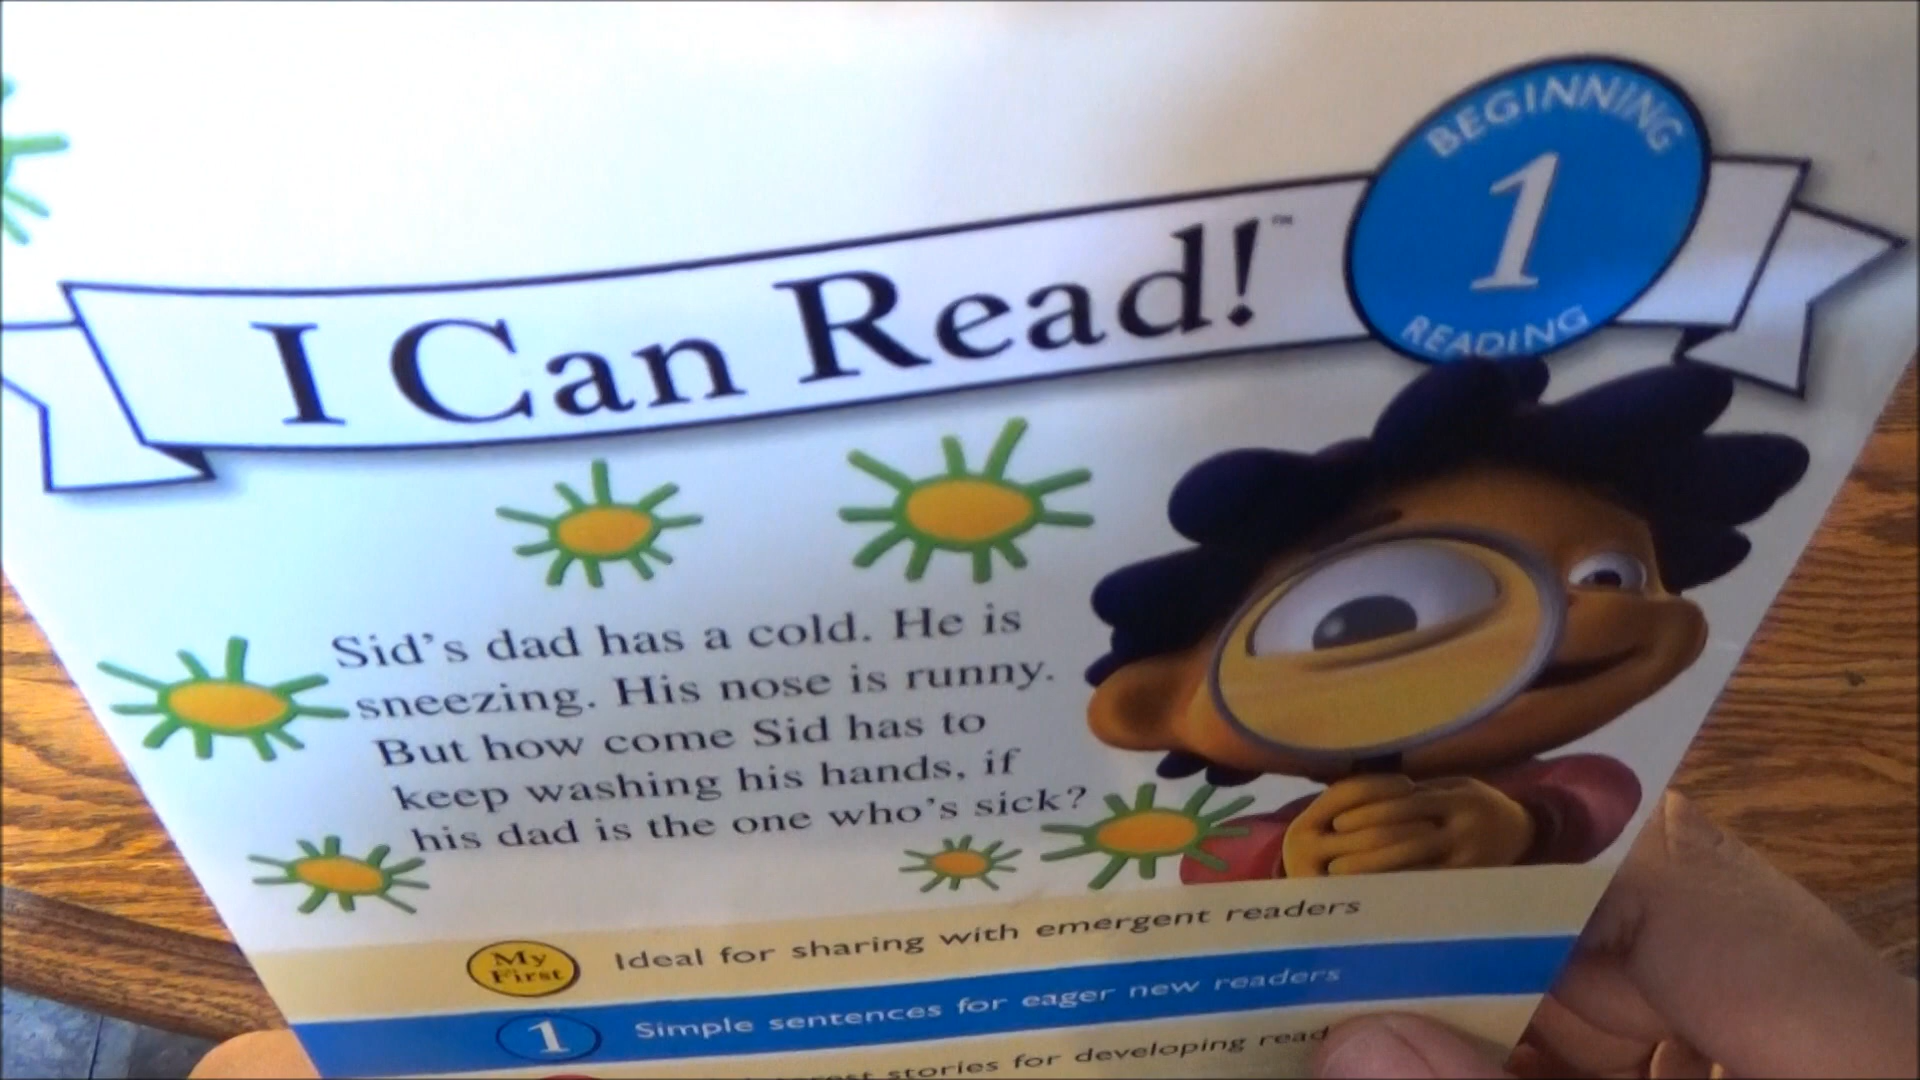 BEGINNING
1
READING
I Can Read!™
Sid's dad has a cold. He is
sneezing. His nose is runny.
But how come Sid has to
keep washing his hands, if
his dad is the one who's sick?
My
First
Ideal for sharing with emergent readers
1
Simple sentences for eager new readers
stories for developing read